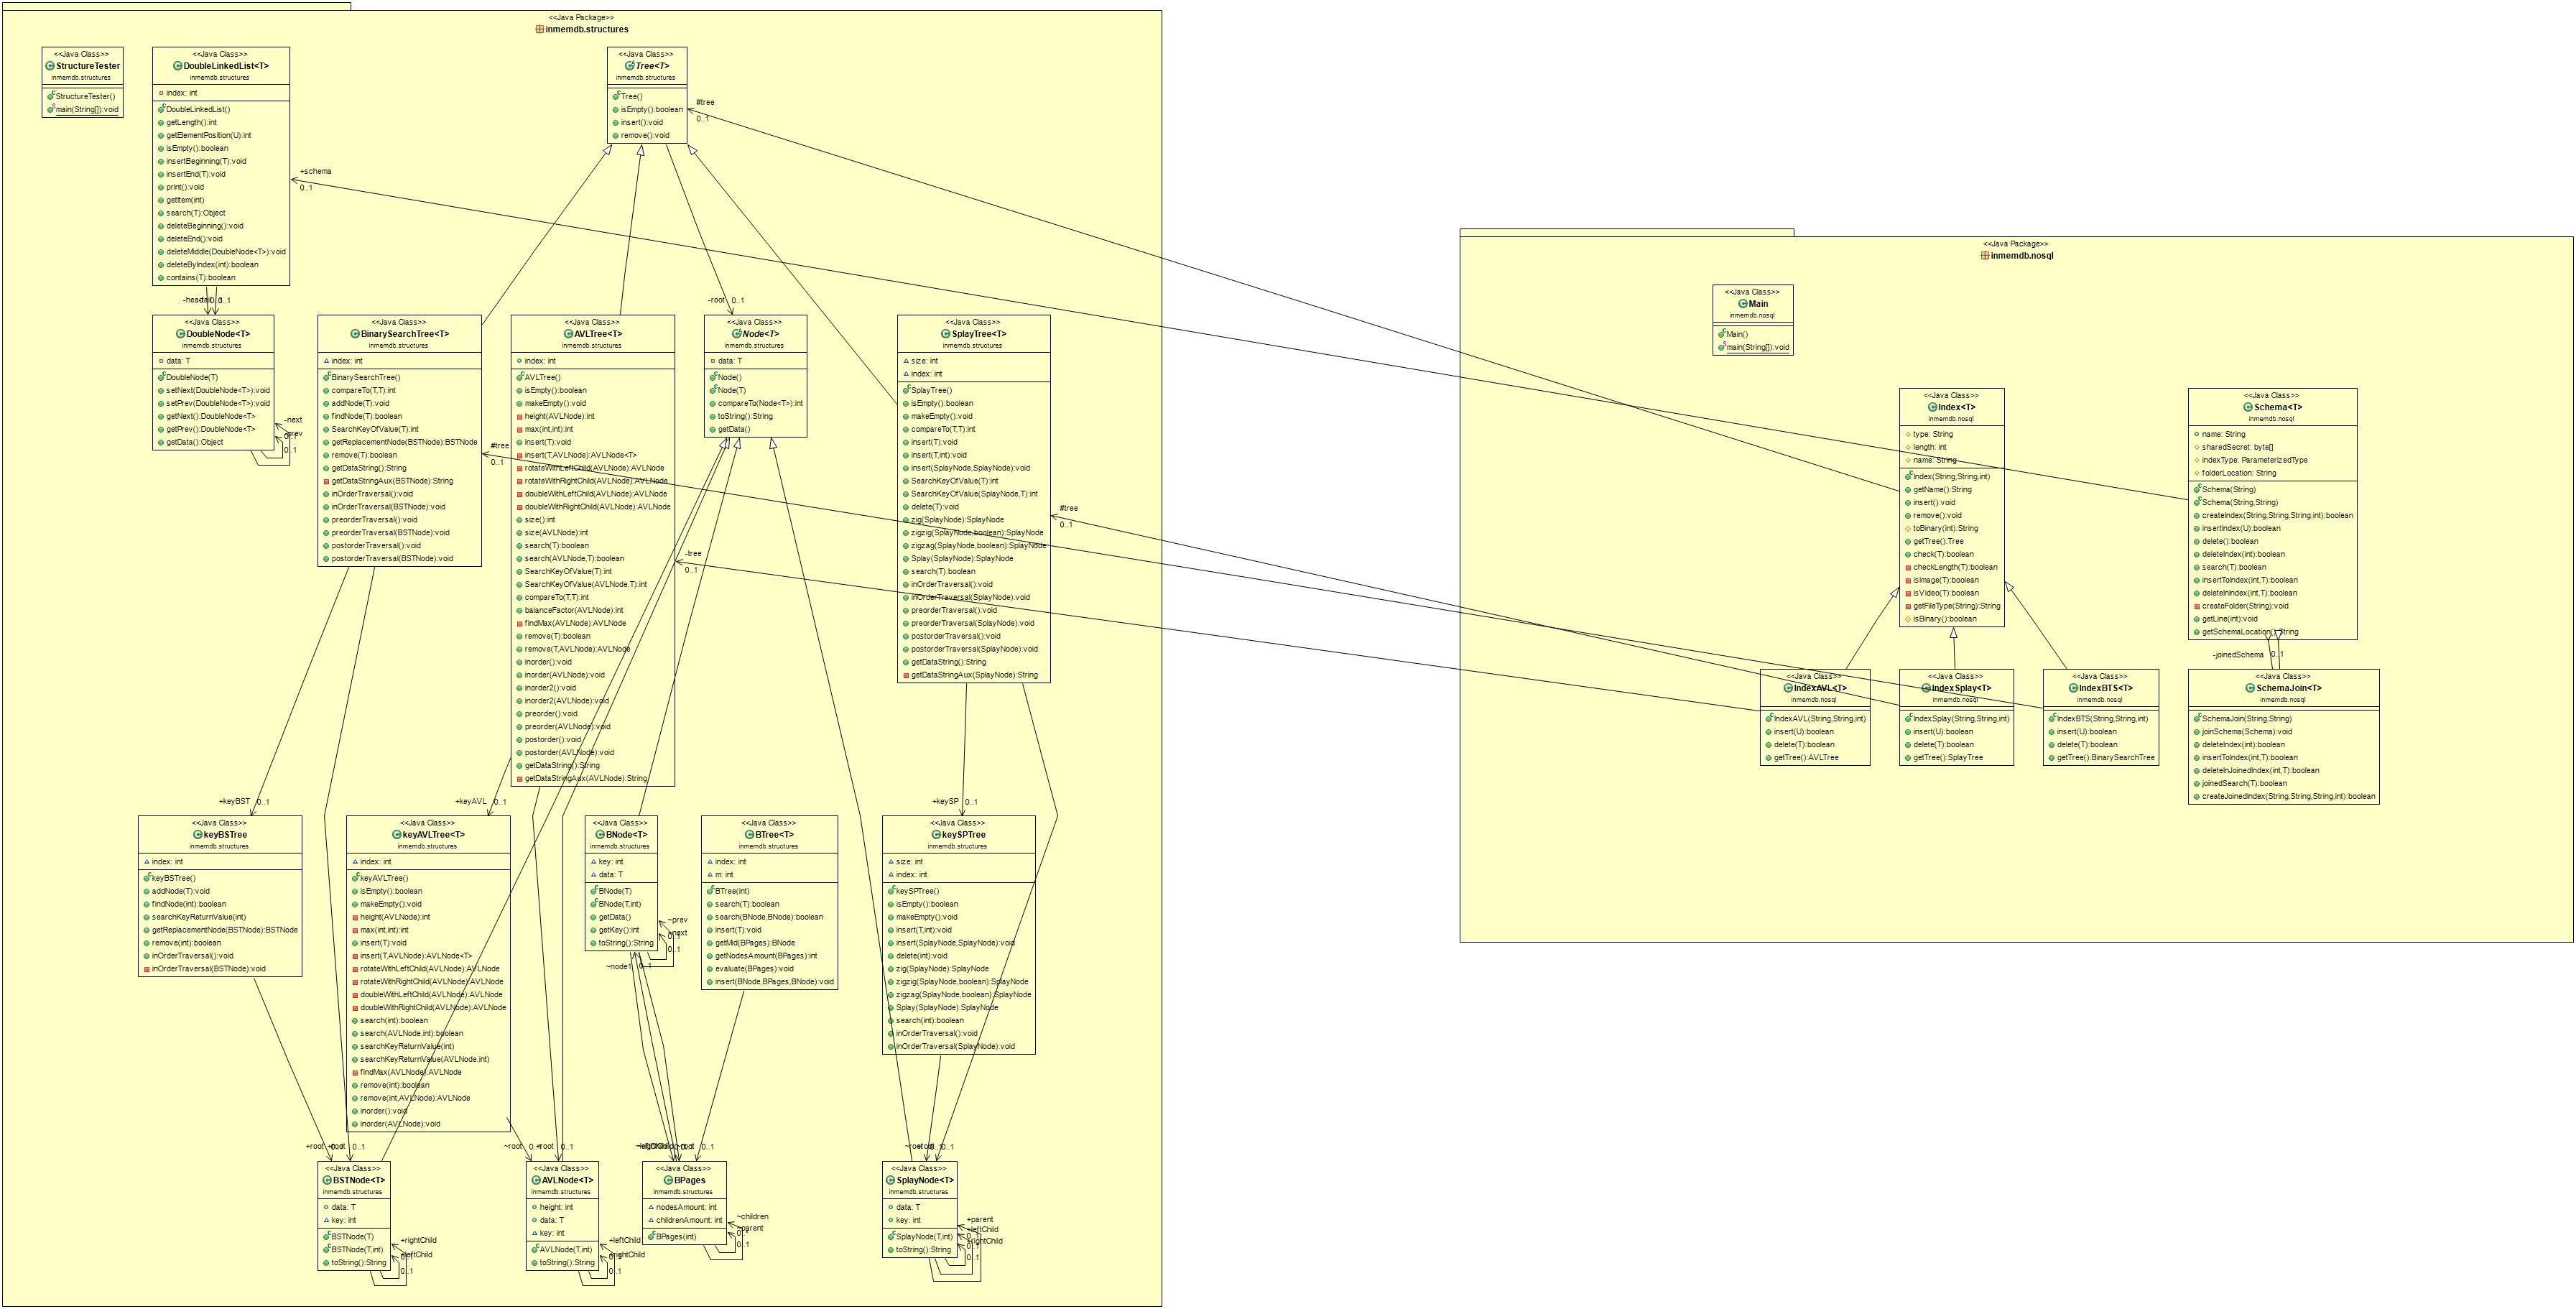 <<Java Package>>
inmemdb.structures
<<Java Class>>
StructureTester
inmemdb.structures
StructureTester()
main(String[]):void
<<Java Class>>
DoubleLinkedList<T>
inmemdb.structures
index: int
DoubleLinkedList()
getLength():int
getElementPosition(U):int
isEmpty():boolean
insertBeginning(T):void
insertEnd(T):void
print():void
getItem(int)
search(T):Object
deleteBeginning():void
deleteEnd():void
deleteMiddle(DoubleNode<T>):void
deleteByIndex(int):boolean
contains(T):boolean
<<Java Class>>
Tree<T>
inmemdb.structures
Tree()
isEmpty():boolean
insert():void
remove():void
#tree
0..1
+schema
0..1
-root
0..1
0..1
<<Java Class>>
DoubleNode<T>
inmemdb.structures
data: T
DoubleNode(T)
setNext(DoubleNode<T>):void
setPrev(DoubleNode<T>):void
getNext():DoubleNode<T>
getPrev():DoubleNode<T>
getData():Object
-next
0..1
<<Java Class>>
BinarySearchTree<T>
inmemdb.structures
index: int
BinarySearchTree()
compareTo(T,T):int
addNode(T):void
findNode(T):boolean
SearchKeyOfValue(T):int
getReplacementNode(BSTNode):BSTNode
remove(T):boolean
getDataString():String
getDataStringAux(BSTNode):String
inOrderTraversal():void
inOrderTraversal(BSTNode):void
preorderTraversal():void
preorderTraversal(BSTNode):void
postorderTraversal():void
postorderTraversal(BSTNode):void
#tree
0..1
<<Java Class>>
AVLTree<T>
inmemdb.structures
index: int
AVLTree()
isEmpty():boolean
makeEmpty():void
height(AVLNode):int
max(int,int):int
insert(T):void
insert(T,AVLNode):AVLNode<T>
rotateWithLeftChild(AVLNode):AVLNode
rotateWithRightChild(AVLNode):AVLNode
doubleWithLeftChild(AVLNode):AVLNode
doubleWithRightChild(AVLNode):AVLNode
size():int
size(AVLNode):int
search(T):boolean
search(AVLNode,T):boolean
SearchKeyOfValue(T):int
SearchKeyOfValue(AVLNode,T):int
compareTo(T,T):int
balanceFactor(AVLNode):int
findMax(AVLNode):AVLNode
remove(T):boolean
remove(T,AVLNode):AVLNode
inorder():void
inorder(AVLNode):void
inorder2():void
inorder2(AVLNode):void
preorder():void
preorder(AVLNode):void
postorder():void
postorder(AVLNode):void
getDataString():String
getDataStringAux(AVLNode):String
-tree
0..1
<<Java Class>>
Node<T>
inmemdb.structures
data: T
Node()
Node(T)
compareTo(Node<T>):int
toString():String
getData()
<<Java Class>>
SplayTree<T>
inmemdb.structures
size: int
index: int
SplayTree()
isEmpty():boolean
makeEmpty():void
compareTo(T,T):int
insert(T):void
insert(T,int):void
insert(SplayNode,SplayNode):void
SearchKeyOfValue(T):int
SearchKeyOfValue(SplayNode,T):int
delete(T):void
zig(SplayNode):SplayNode
zigzig(SplayNode,boolean):SplayNode
zigzag(SplayNode,boolean):SplayNode
Splay(SplayNode):SplayNode
search(T):boolean
inOrderTraversal():void
inOrderTraversal(SplayNode):void
preorderTraversal():void
preorderTraversal(SplayNode):void
postorderTraversal():void
postorderTraversal(SplayNode):void
getDataString():String
getDataStringAux(SplayNode):String
#tree
0..1
+keyBST
0..1
+keyAVL
0..1
+keySP
0..1
<<Java Class>>
keyBSTree
inmemdb.structures
index: int
keyBSTree()
addNode(T):void
findNode(int):boolean
searchKeyReturnValue(int)
getReplacementNode(BSTNode):BSTNode
remove(int):boolean
inOrderTraversal():void
inOrderTraversal(BSTNode):void
<<Java Class>>
keyAVLTree<T>
inmemdb.structures
index: int
keyAVLTree()
isEmpty():boolean
makeEmpty():void
height(AVLNode):int
max(int,int):int
insert(T):void
insert(T,AVLNode):AVLNode<T>
rotateWithLeftChild(AVLNode):AVLNode
rotateWithRightChild(AVLNode):AVLNode
doubleWithLeftChild(AVLNode):AVLNode
doubleWithRightChild(AVLNode):AVLNode
search(int):boolean
search(AVLNode,int):boolean
searchKeyReturnValue(int)
searchKeyReturnValue(AVLNode,int)
findMax(AVLNode):AVLNode
remove(int):boolean
remove(int,AVLNode):AVLNode
inorder():void
inorder(AVLNode):void
<<Java Class>>
BNode<T>
inmemdb.structures
key: int
data: T
BNode(T)
BNode(T,int)
getData()
getKey():int
toString():String
~prev
0..1
~node1
<<Java Class>>
BTree<T>
inmemdb.structures
index: int
m: int
BTree(int)
search(T):boolean
search(BNode,BNode):boolean
insert(T):void
getMid(BPages):BNode
getNodesAmount(BPages):int
evaluate(BPages):void
insert(BNode,BPages,BNode):void
<<Java Class>>
keySPTree
inmemdb.structures
size: int
index: int
keySPTree()
isEmpty():boolean
makeEmpty():void
insert(T,int):void
insert(SplayNode,SplayNode):void
delete(int):void
zig(SplayNode):SplayNode
zigzig(SplayNode,boolean):SplayNode
zigzag(SplayNode,boolean):SplayNode
Splay(SplayNode):SplayNode
search(int):boolean
inOrderTraversal():void
inOrderTraversal(SplayNode):void
+root
0..1
~root
0..1
0..1
0..1
<<Java Class>>
BSTNode<T>
inmemdb.structures
data: T
key: int
BSTNode(T)
BSTNode(T,int)
toString():String
+rightChild
0..1
<<Java Class>>
AVLNode<T>
inmemdb.structures
height: int
data: T
key: int
AVLNode(T,int)
toString():String
+leftChild
0..1
<<Java Class>>
BPages
inmemdb.structures
nodesAmount: int
childrenAmount: int
BPages(int)
~children
0..1
<<Java Class>>
SplayNode<T>
inmemdb.structures
data: T
key: int
SplayNode(T,int)
toString():String
+parent
0..1
<<Java Package>>
inmemdb.nosql
<<Java Class>>
Main
inmemdb.nosql
Main()
main(String[]):void
<<Java Class>>
Index<T>
inmemdb.nosql
type: String
length: int
name: String
Index(String,String,int)
getName():String
insert():void
remove():void
toBinary(int):String
getTree():Tree
check(T):boolean
checkLength(T):boolean
isImage(T):boolean
isVideo(T):boolean
getFileType(String):String
isBinary():boolean
<<Java Class>>
Schema<T>
inmemdb.nosql
name: String
sharedSecret: byte[]
indexType: ParameterizedType
folderLocation: String
Schema(String)
Schema(String,String)
createIndex(String,String,String,int):boolean
insertIndex(U):boolean
delete():boolean
deleteIndex(int):boolean
search(T):boolean
insertToIndex(int,T):boolean
deleteInIndex(int,T):boolean
createFolder(String):void
getLine(int):void
getSchemaLocation():String
-joinedSchema
0..1
<<Java Class>>
IndexAVL<T>
inmemdb.nosql
IndexAVL(String,String,int)
insert(U):boolean
delete(T):boolean
getTree():AVLTree
<<Java Class>>
IndexSplay<T>
inmemdb.nosql
IndexSplay(String,String,int)
insert(U):boolean
delete(T):boolean
getTree():SplayTree
<<Java Class>>
IndexBTS<T>
inmemdb.nosql
IndexBTS(String,String,int)
insert(U):boolean
delete(T):boolean
getTree():BinarySearchTree
<<Java Class>>
SchemaJoin<T>
inmemdb.nosql
SchemaJoin(String,String)
joinSchema(Schema):void
deleteIndex(int):boolean
insertToIndex(int,T):boolean
deleteInJoinedIndex(int,T):boolean
joinedSearch(T):boolean
createJoinedIndex(String,String,String,int):boolean